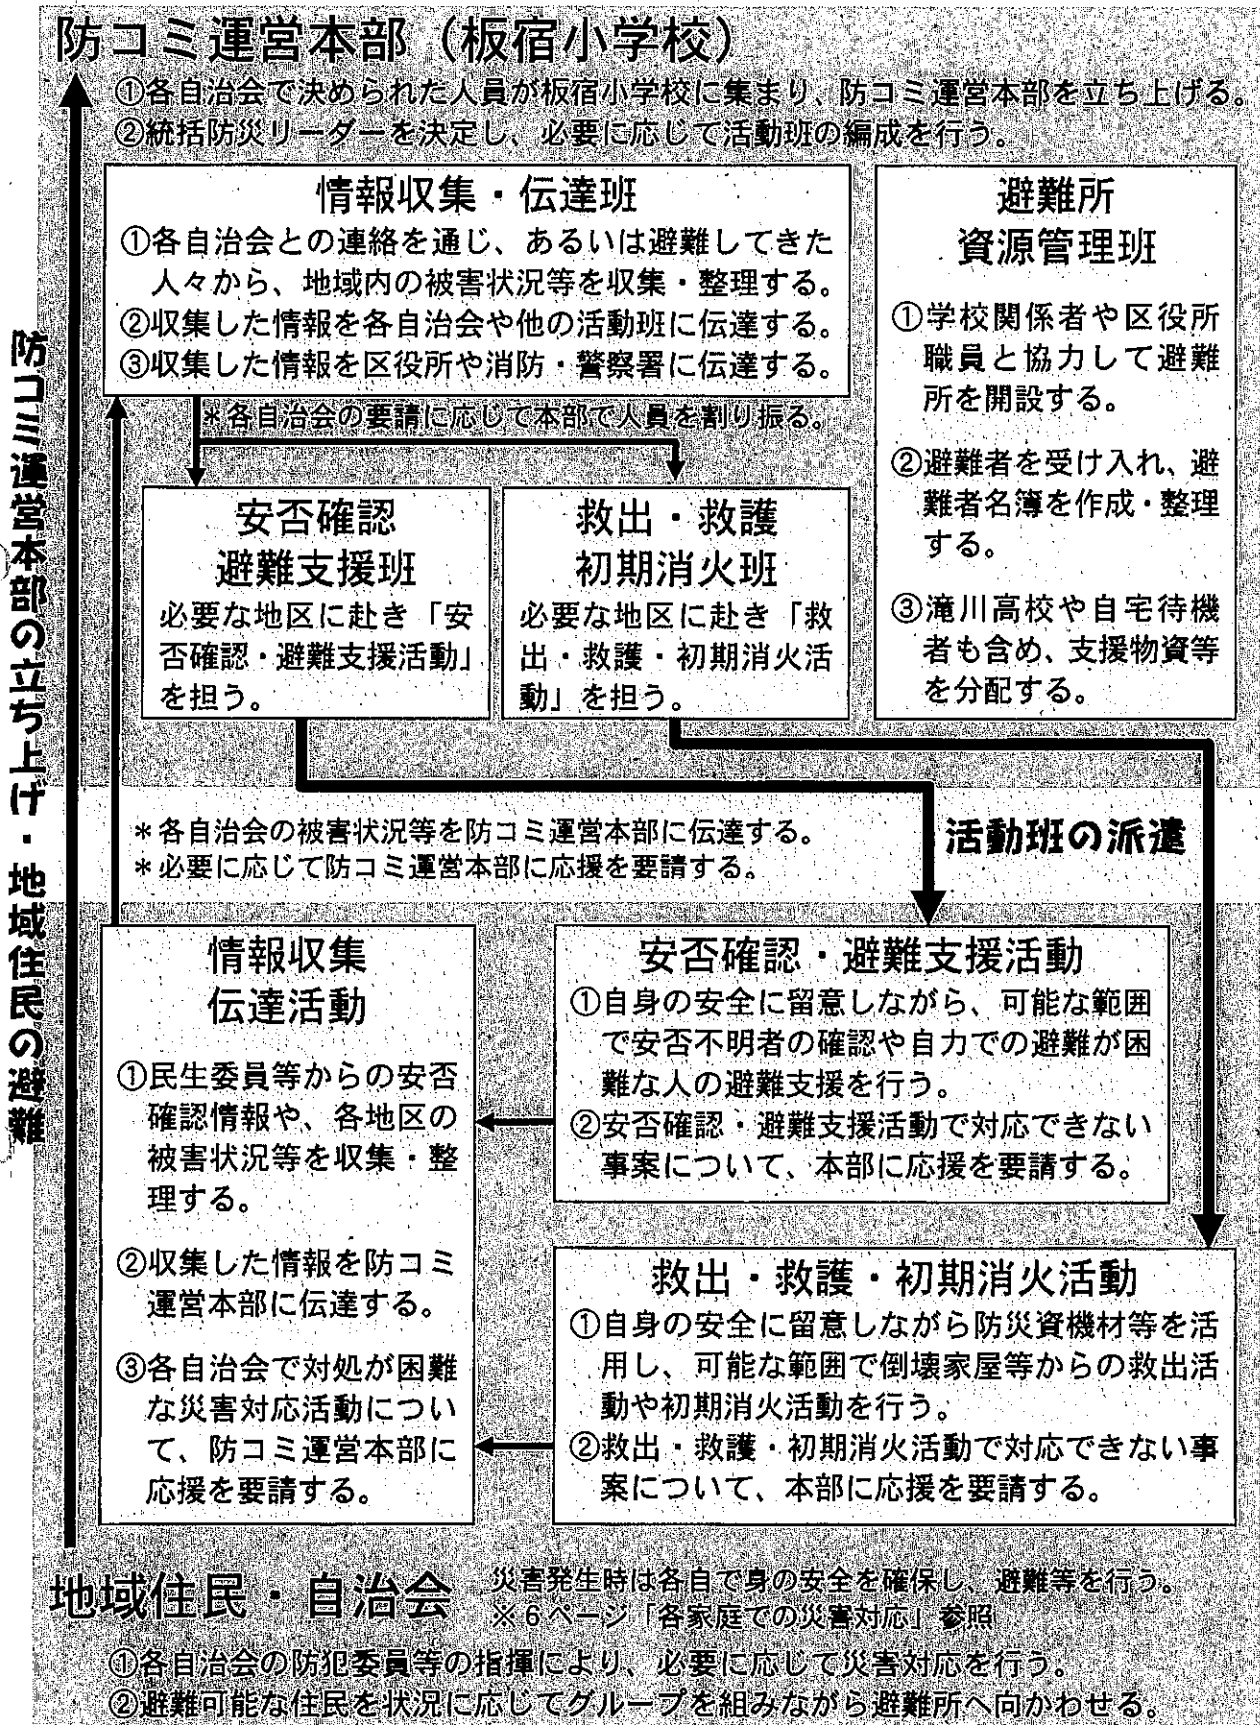 防コミ運営本部（板宿小学校）
①各自治会で決められた人員が板宿小学校に集まり、防コミ運営本部を立ち上げる。
②統括防災リーダーを決定し、必要に応じて活動班の編成を行う。
情報収集・伝達班
①各自治会との連絡を通じ、あるいは避難してきた
人々から、地域内の被害状況等を収集・整理する。
②収集した情報を各自治会や他の活動班に伝達する。
③収集した情報を区役所や消防・警察署に伝達する。
避難所
資源管理班
①学校関係者や区役所
職員と協力して避難
所を開設する。
②避難者を受け入れ、避
難者名簿を作成・整理
する。
③滝川高校や自宅待機
者も含め、支援物資等
を分配する。
＊各自治会の要請に応じて本部で人員を割り振る。
安否確認
避難支援班
必要な地区に赴き「安
否確認・避難支援活動」
を担う。
救出・救護
初期消火班
必要な地区に赴き「救
出・救護・初期消火活
動」を担う。
防コミ運営本部の立ち上げ・地域住民の避難
＊各自治会の被害状況等を防コミ運営本部に伝達する。
＊必要に応じて防コミ運営本部に応援を要請する。
活動班の派遣
情報収集
伝達活動
①民生委員等からの安否
確認情報や、各地区の
被害状況等を収集・整
理する。
②収集した情報を防コミ
運営本部に伝達する。
③各自治会で対処が困難
な災害対応活動につい
て、防コミ運営本部に
応援を要請する。
安否確認・避難支援活動
①自身の安全に留意しながら、可能な範囲
で安否不明者の確認や自力での避難が困
難な人の避難支援を行う。
②安否確認・避難支援活動で対応できない
事案について、本部に応援を要請する。
救出・救護・初期消火活動
①自身の安全に留意しながら防災資機材等を活
用し、可能な範囲で倒壊家屋等からの救出活
動や初期消火活動を行う。
②救出・救護・初期消火活動で対応できない事
案について、本部に応援を要請する。
地域住民・自治会
災害発生時は各自で身の安全を確保し、避難等を行う。
※６ページ「各家庭での災害対応」参照
①各自治会の防犯委員等の指揮により、必要に応じて災害対応を行う。
②避難可能な住民を状況に応じてグループを組みながら避難所へ向かわせる。